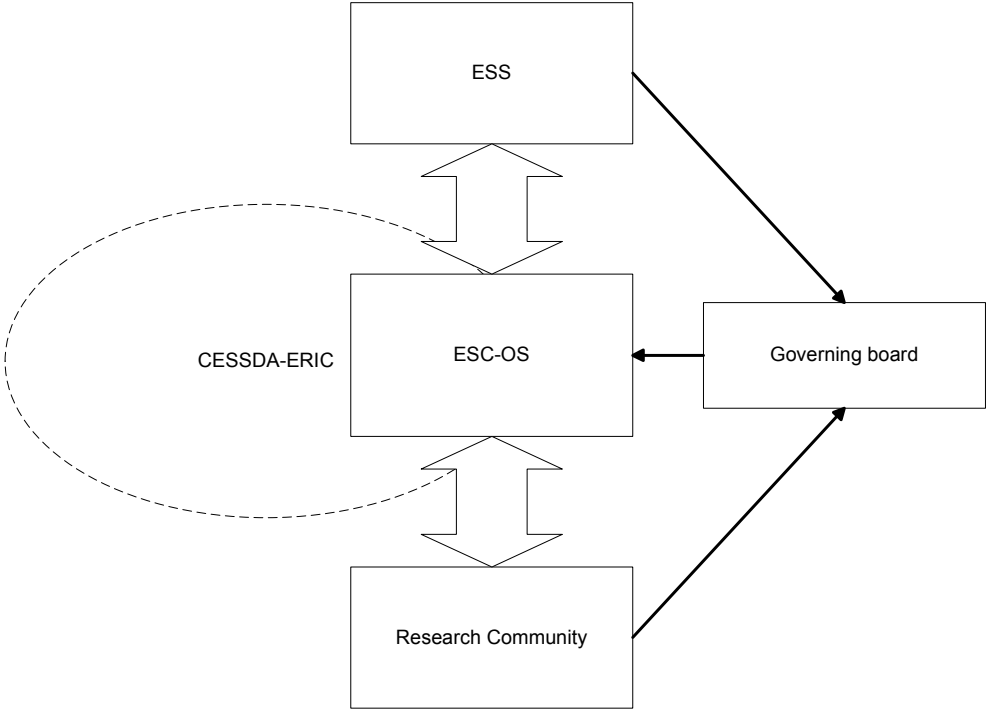 ESS
CESSDA-ERIC
ESC-OS
Governing board
Research Community